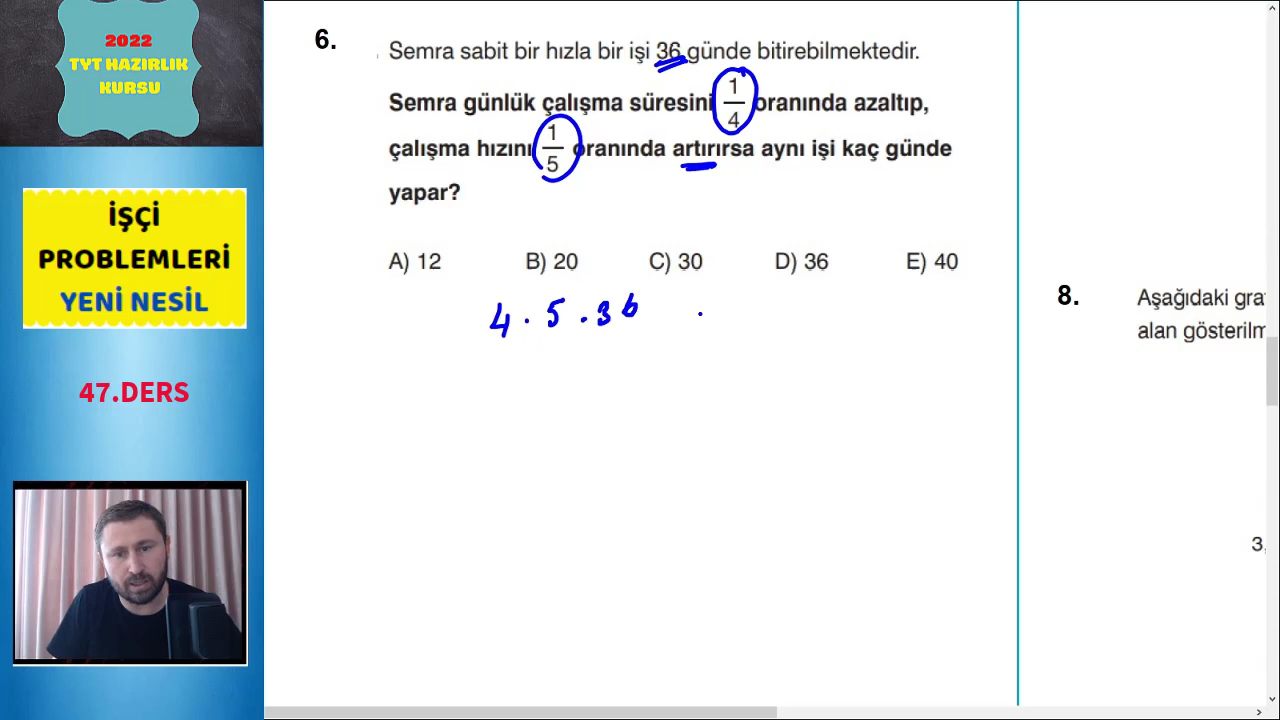 2022
TYT HAZIRLIK
KURSU
İŞÇİ
PROBLEMLERİ
YENİ NESİL
47.DERS
6.
Semra sabit bir hızla bir işi 36 günde bitirebilmektedir.
Semra günlük çalışma süresini 1/4 oranında azaltıp,
çalışma hızını 1/5 oranında artırırsa aynı işi kaç günde
yapar?
A) 12 B) 20 C) 30 D) 36 E) 40
4 . 5 . 36 .
8.
Aşağıdaki gra
alan gösterilm
3,